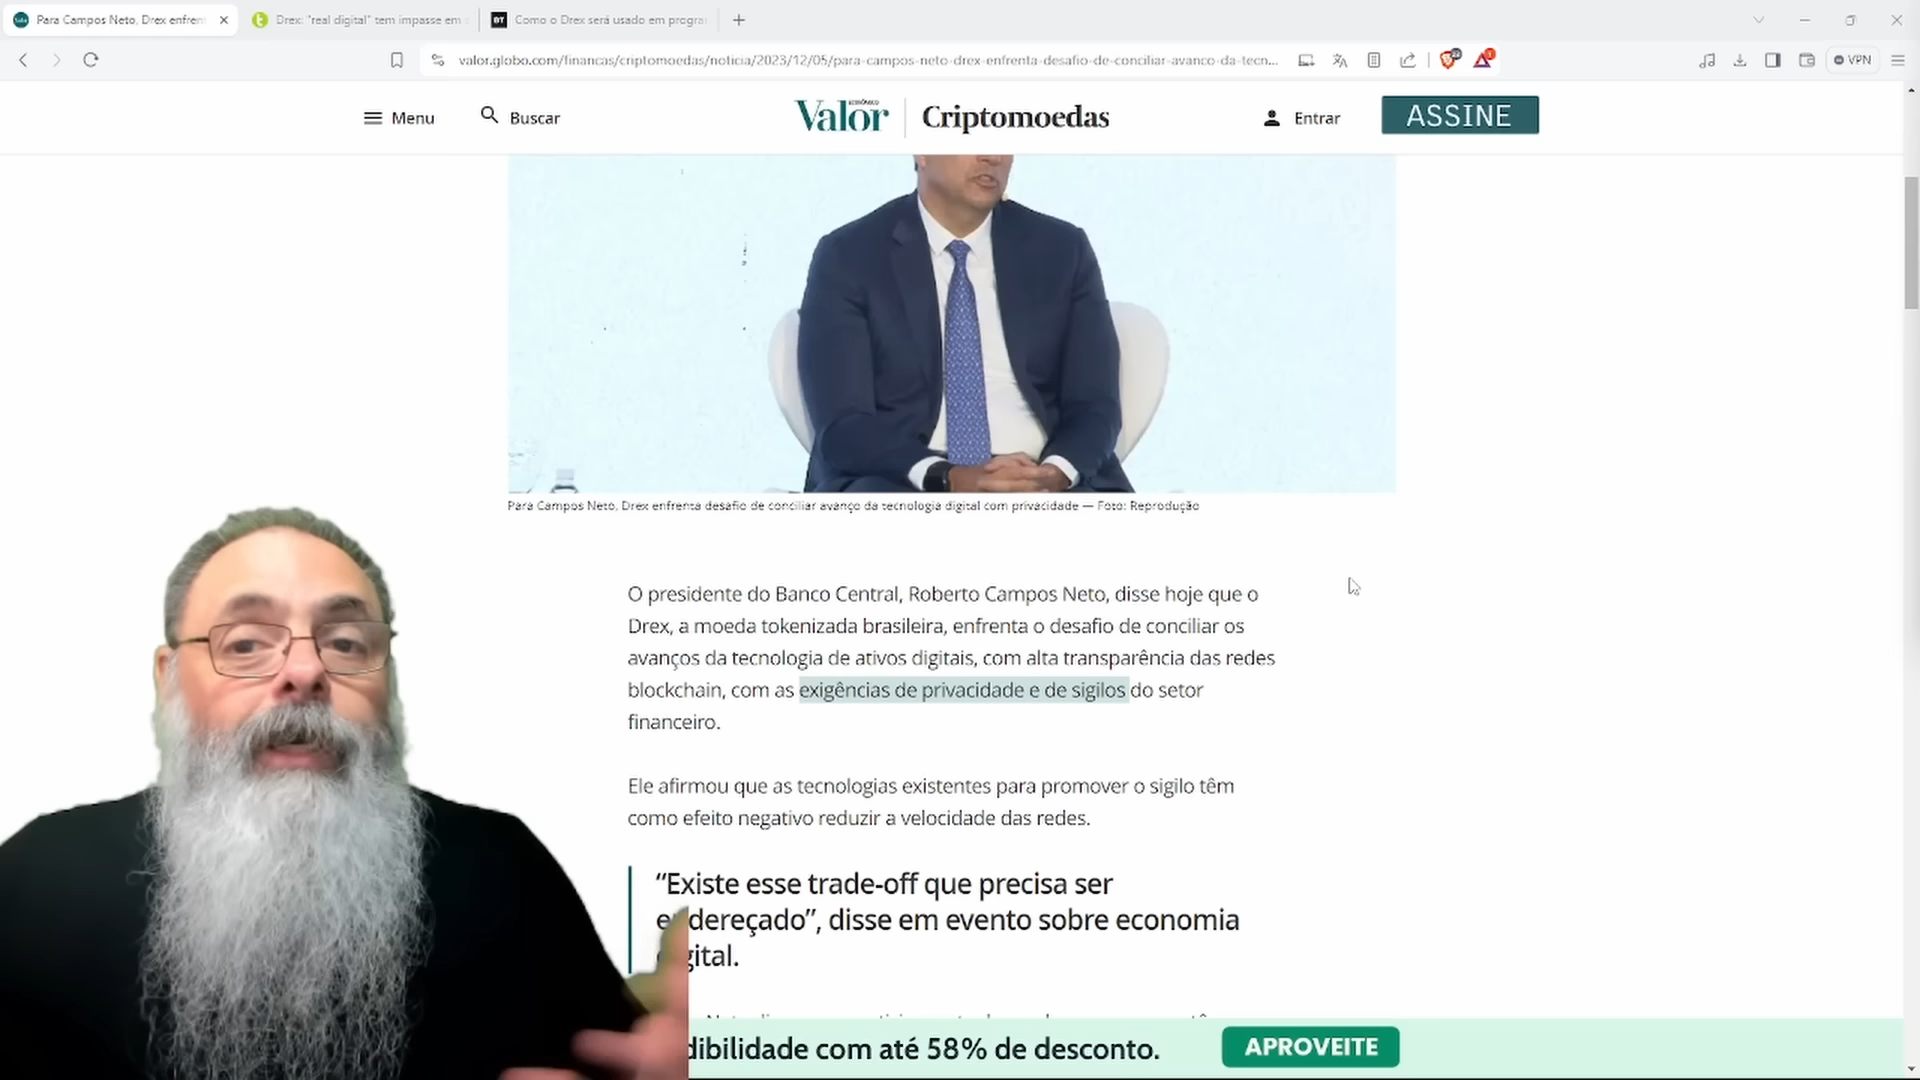 Para Campos Neto, Drex enfren
Drex: "real digital" tem impasse em
BT
Como o Drex será usado em progra
valor.globo.com/financas/criptomoedas/noticia/2023/12/05/para-campos-neto-drex-enfrenta-desafio-de-conciliar-avanco-da-tecn...
VPN
Menu
Buscar
Valor
ECONÔMICO
Criptomoedas
Entrar
ASSINE
Para Campos Neto, Drex enfrenta desafio de conciliar avanço da tecnologia digital com privacidade — Foto: Reprodução
O presidente do Banco Central, Roberto Campos Neto, disse hoje que o
Drex, a moeda tokenizada brasileira, enfrenta o desafio de conciliar os
avanços da tecnologia de ativos digitais, com alta transparência das redes
blockchain, com as exigências de privacidade e de sigilos do setor
financeiro.
Ele afirmou que as tecnologias existentes para promover o sigilo têm
como efeito negativo reduzir a velocidade das redes.
“Existe esse trade-off que precisa ser
endereçado”, disse em evento sobre economia
gital.
dibilidade com até 58% de desconto.
APROVEITE